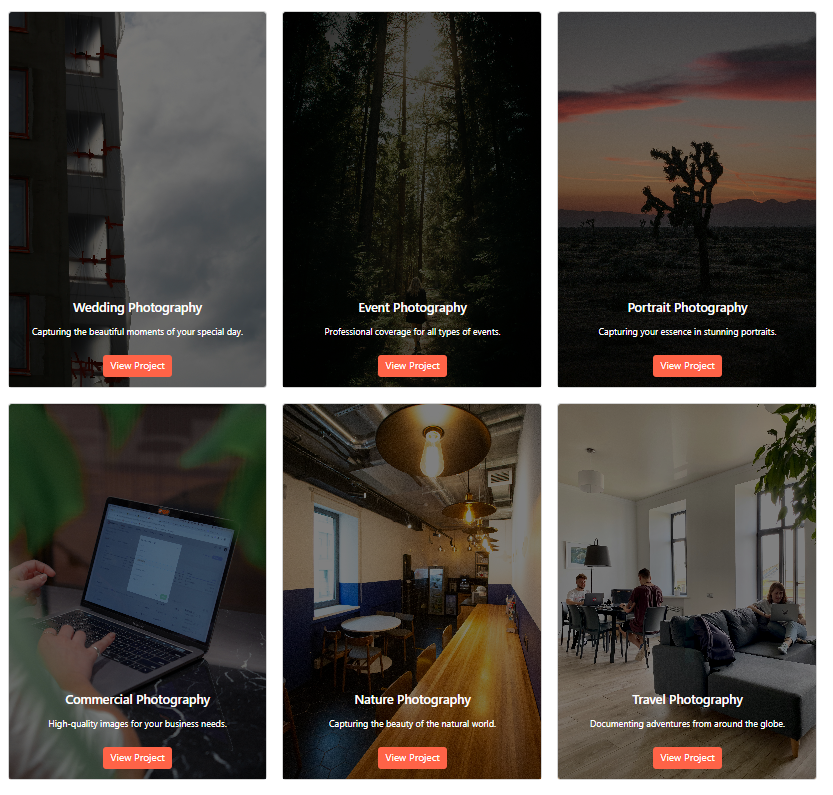 Wedding Photography
Capturing the beautiful moments of your special day.
View Project
Event Photography
Professional coverage for all types of events.
View Project
Portrait Photography
Capturing your essence in stunning portraits.
View Project
Commercial Photography
High-quality images for your business needs.
View Project
Nature Photography
Capturing the beauty of the natural world.
View Project
Travel Photography
Documenting adventures from around the globe.
View Project